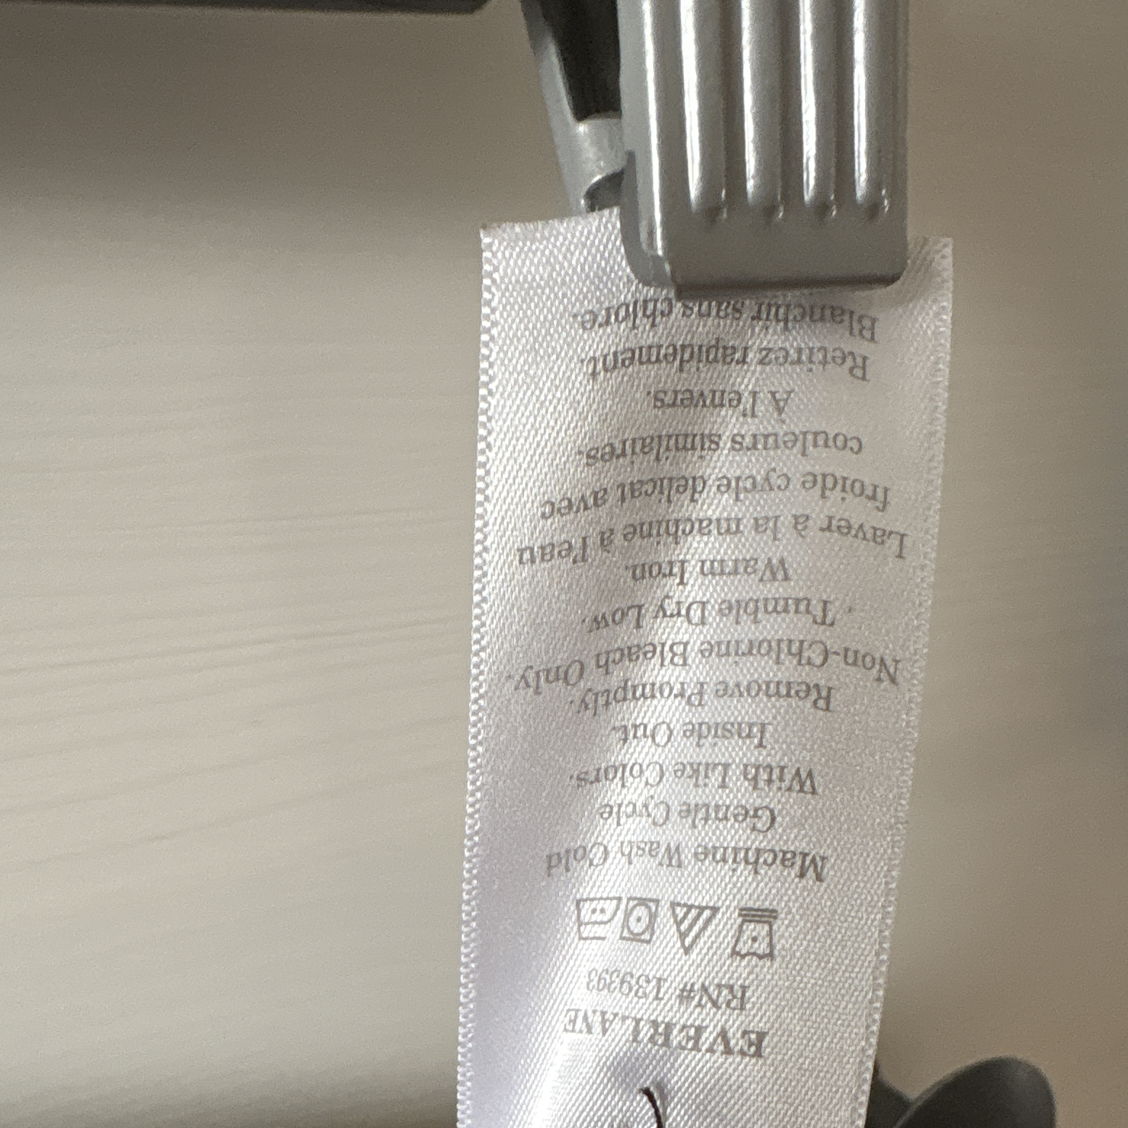 EVERLANE
RN# 139393
Machine Wash Cold
Gentle Cycle
With Like Colors.
Inside Out.
Remove Promptly.
Non-Chlorine Bleach Only.
Tumble Dry Low.
Warm Iron.
Laver à la machine à l'eau
froide cycle délicat avec
couleurs similaires.
À l'envers.
Retirez rapidement.
Blanchir sans chlore.